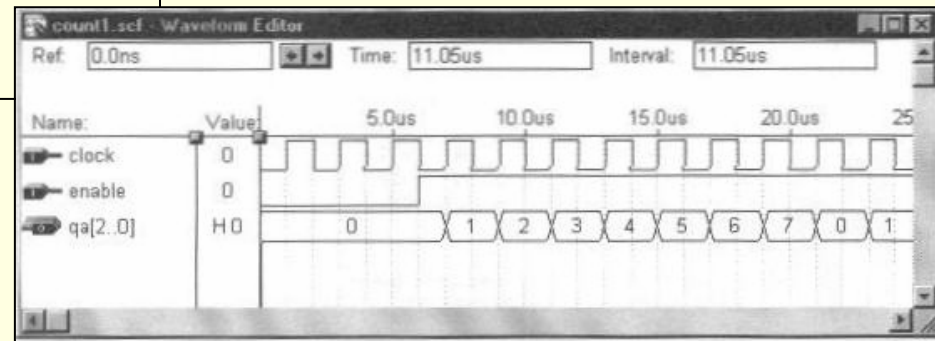 count1.scf - Waveform Editor
Ref: 0.0ns Time: 11.05us Interval: 11.05us
Name: Value: 5.0us 10.0us 15.0us 20.0us 25
clock 0
enable 0
qa[2..0] H 0 0 1 2 3 4 5 6 7 0 1